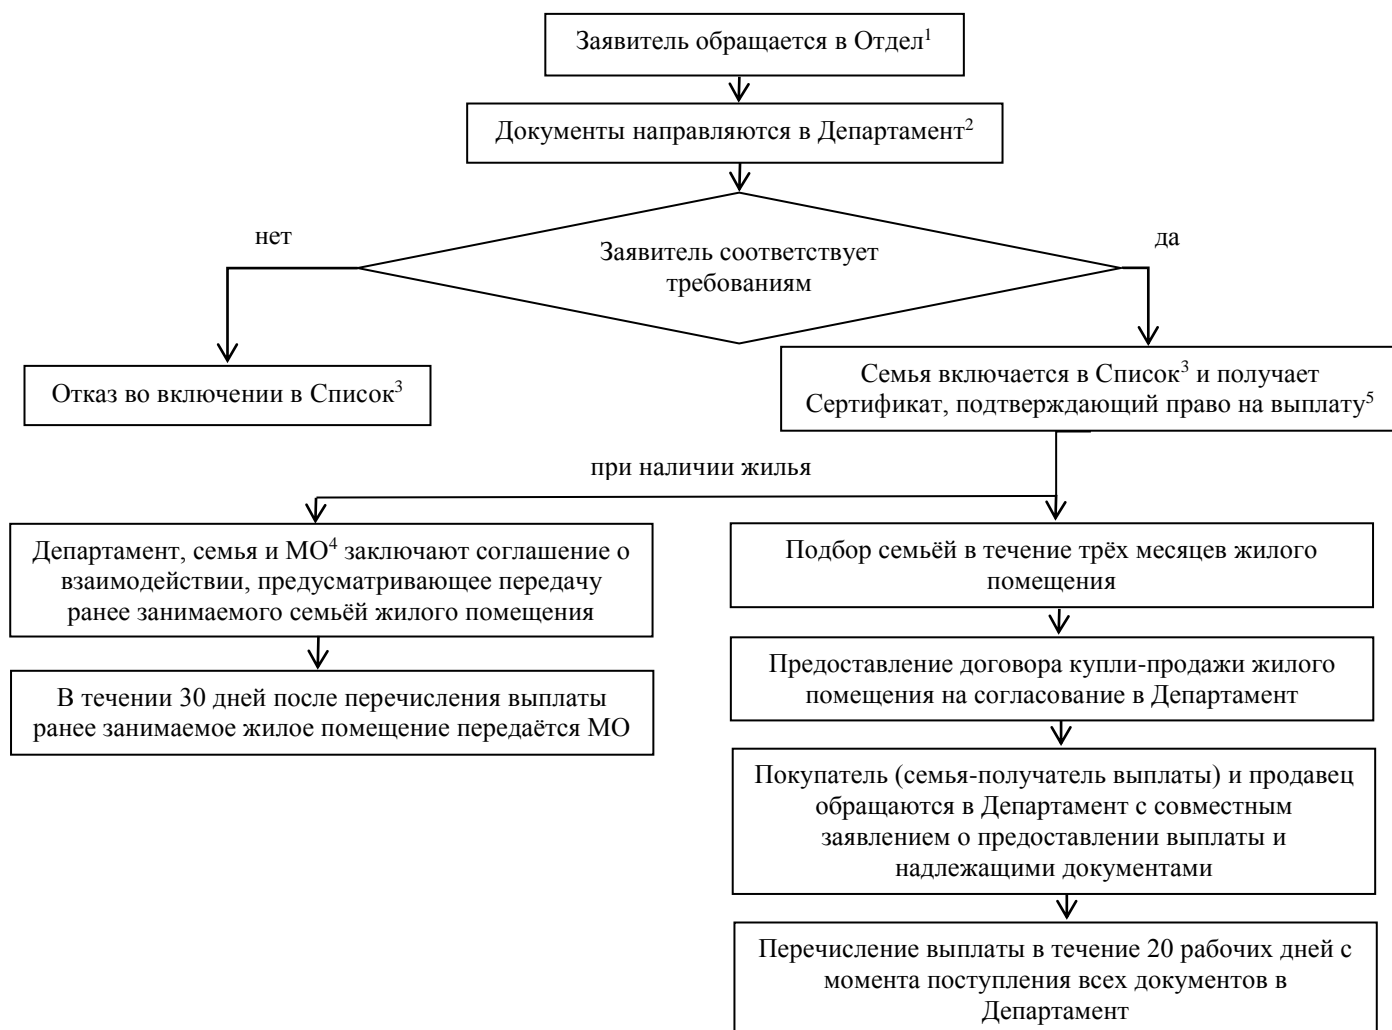 Заявитель обращается в Отдел¹
Документы направляются в Департамент²
нет
да
Заявитель соответствует
требованиям
Отказ во включении в Список³
Семья включается в Список³ и получает
Сертификат, подтверждающий право на выплату⁵
при наличии жилья
Департамент, семья и МО⁴ заключают соглашение о
взаимодействии, предусматривающее передачу
ранее занимаемого семьёй жилого помещения
В течении 30 дней после перечисления выплаты
ранее занимаемое жилое помещение передаётся МО
Подбор семьёй в течение трёх месяцев жилого
помещения
Предоставление договора купли-продажи жилого
помещения на согласование в Департамент
Покупатель (семья-получатель выплаты) и продавец
обращаются в Департамент с совместным
заявлением о предоставлении выплаты и
надлежащими документами
Перечисление выплаты в течение 20 рабочих дней с
момента поступления всех документов в
Департамент